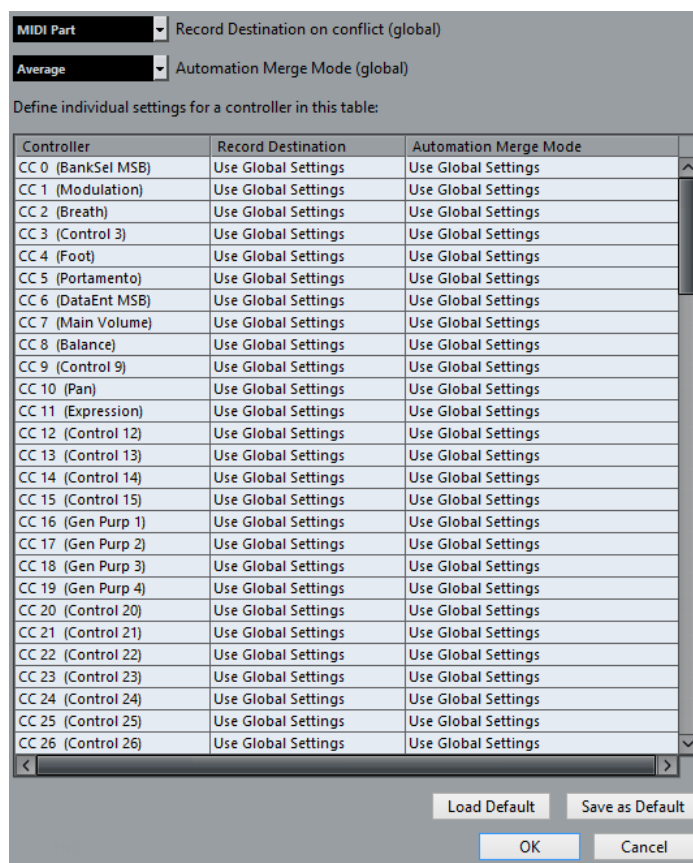 MIDI Part Record Destination on conflict (global)
Average Automation Merge Mode (global)
Define individual settings for a controller in this table:
Controller Record Destination Automation Merge Mode
CC 0 (BankSel MSB) Use Global Settings Use Global Settings
CC 1 (Modulation) Use Global Settings Use Global Settings
CC 2 (Breath) Use Global Settings Use Global Settings
CC 3 (Control 3) Use Global Settings Use Global Settings
CC 4 (Foot) Use Global Settings Use Global Settings
CC 5 (Portamento) Use Global Settings Use Global Settings
CC 6 (DataEnt MSB) Use Global Settings Use Global Settings
CC 7 (Main Volume) Use Global Settings Use Global Settings
CC 8 (Balance) Use Global Settings Use Global Settings
CC 9 (Control 9) Use Global Settings Use Global Settings
CC 10 (Pan) Use Global Settings Use Global Settings
CC 11 (Expression) Use Global Settings Use Global Settings
CC 12 (Control 12) Use Global Settings Use Global Settings
CC 13 (Control 13) Use Global Settings Use Global Settings
CC 14 (Control 14) Use Global Settings Use Global Settings
CC 15 (Control 15) Use Global Settings Use Global Settings
CC 16 (Gen Purp 1) Use Global Settings Use Global Settings
CC 17 (Gen Purp 2) Use Global Settings Use Global Settings
CC 18 (Gen Purp 3) Use Global Settings Use Global Settings
CC 19 (Gen Purp 4) Use Global Settings Use Global Settings
CC 20 (Control 20) Use Global Settings Use Global Settings
CC 21 (Control 21) Use Global Settings Use Global Settings
CC 22 (Control 22) Use Global Settings Use Global Settings
CC 23 (Control 23) Use Global Settings Use Global Settings
CC 24 (Control 24) Use Global Settings Use Global Settings
CC 25 (Control 25) Use Global Settings Use Global Settings
CC 26 (Control 26) Use Global Settings Use Global Settings
Load Default Save as Default
OK Cancel